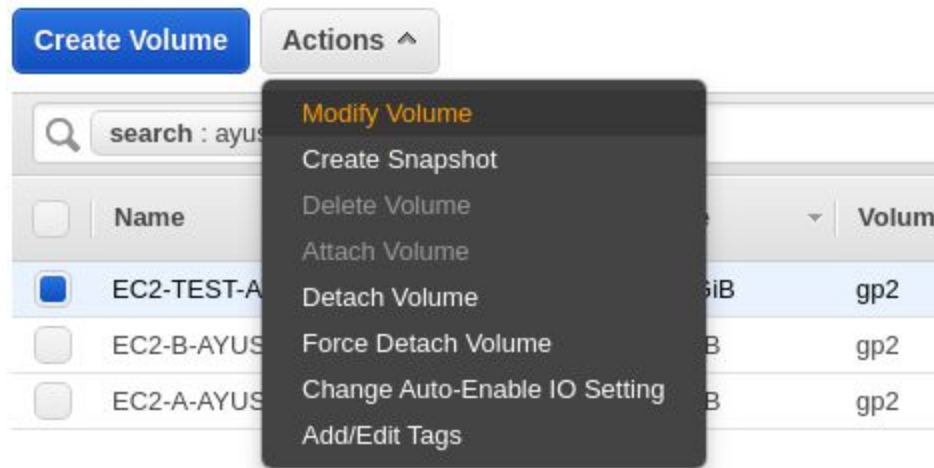 Create Volume Actions
search : ayus
Modify Volume
Create Snapshot
Delete Volume
Attach Volume
Detach Volume
Force Detach Volume
Change Auto-Enable IO Setting
Add/Edit Tags
Name Volum
EC2-TEST-A GiB gp2
EC2-B-AYUS B gp2
EC2-A-AYUS B gp2